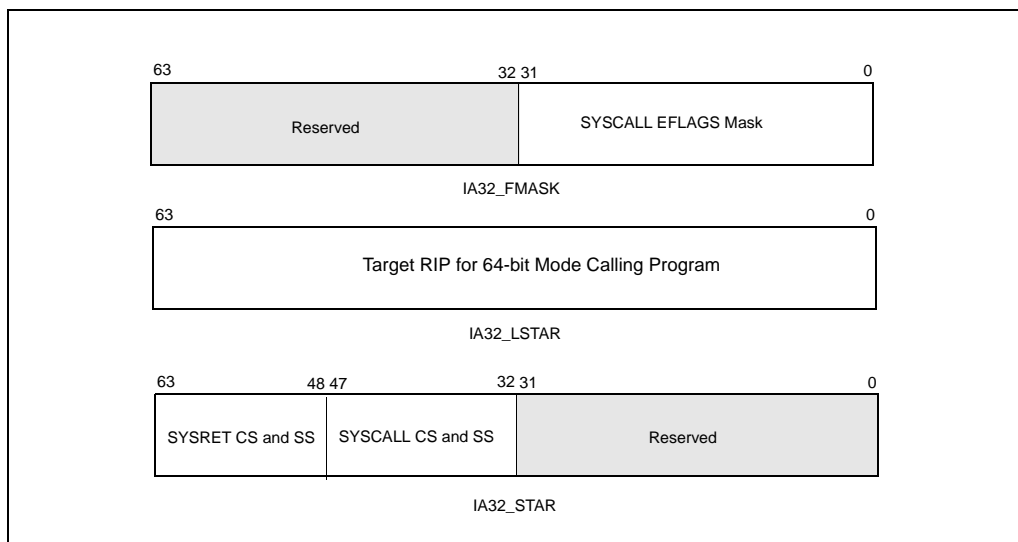 63 32 31 0
Reserved SYSCALL EFLAGS Mask
IA32_FMASK
63 0
Target RIP for 64-bit Mode Calling Program
IA32_LSTAR
63 48 47 32 31 0
SYSRET CS and SS SYSCALL CS and SS Reserved
IA32_STAR